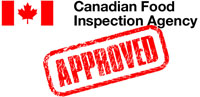 Canadian Food
Inspection Agency
APPROVED